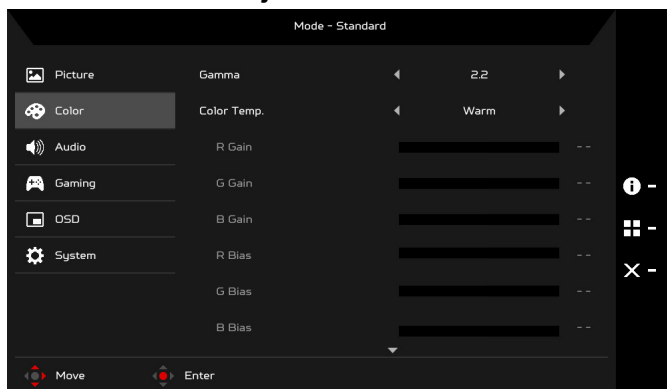 Mode - Standard
Picture
Gamma 2.2
Color
Color Temp. Warm
Audio
R Gain --
Gaming
G Gain --
OSD
B Gain --
System
R Bias --
G Bias --
B Bias --
Move Enter